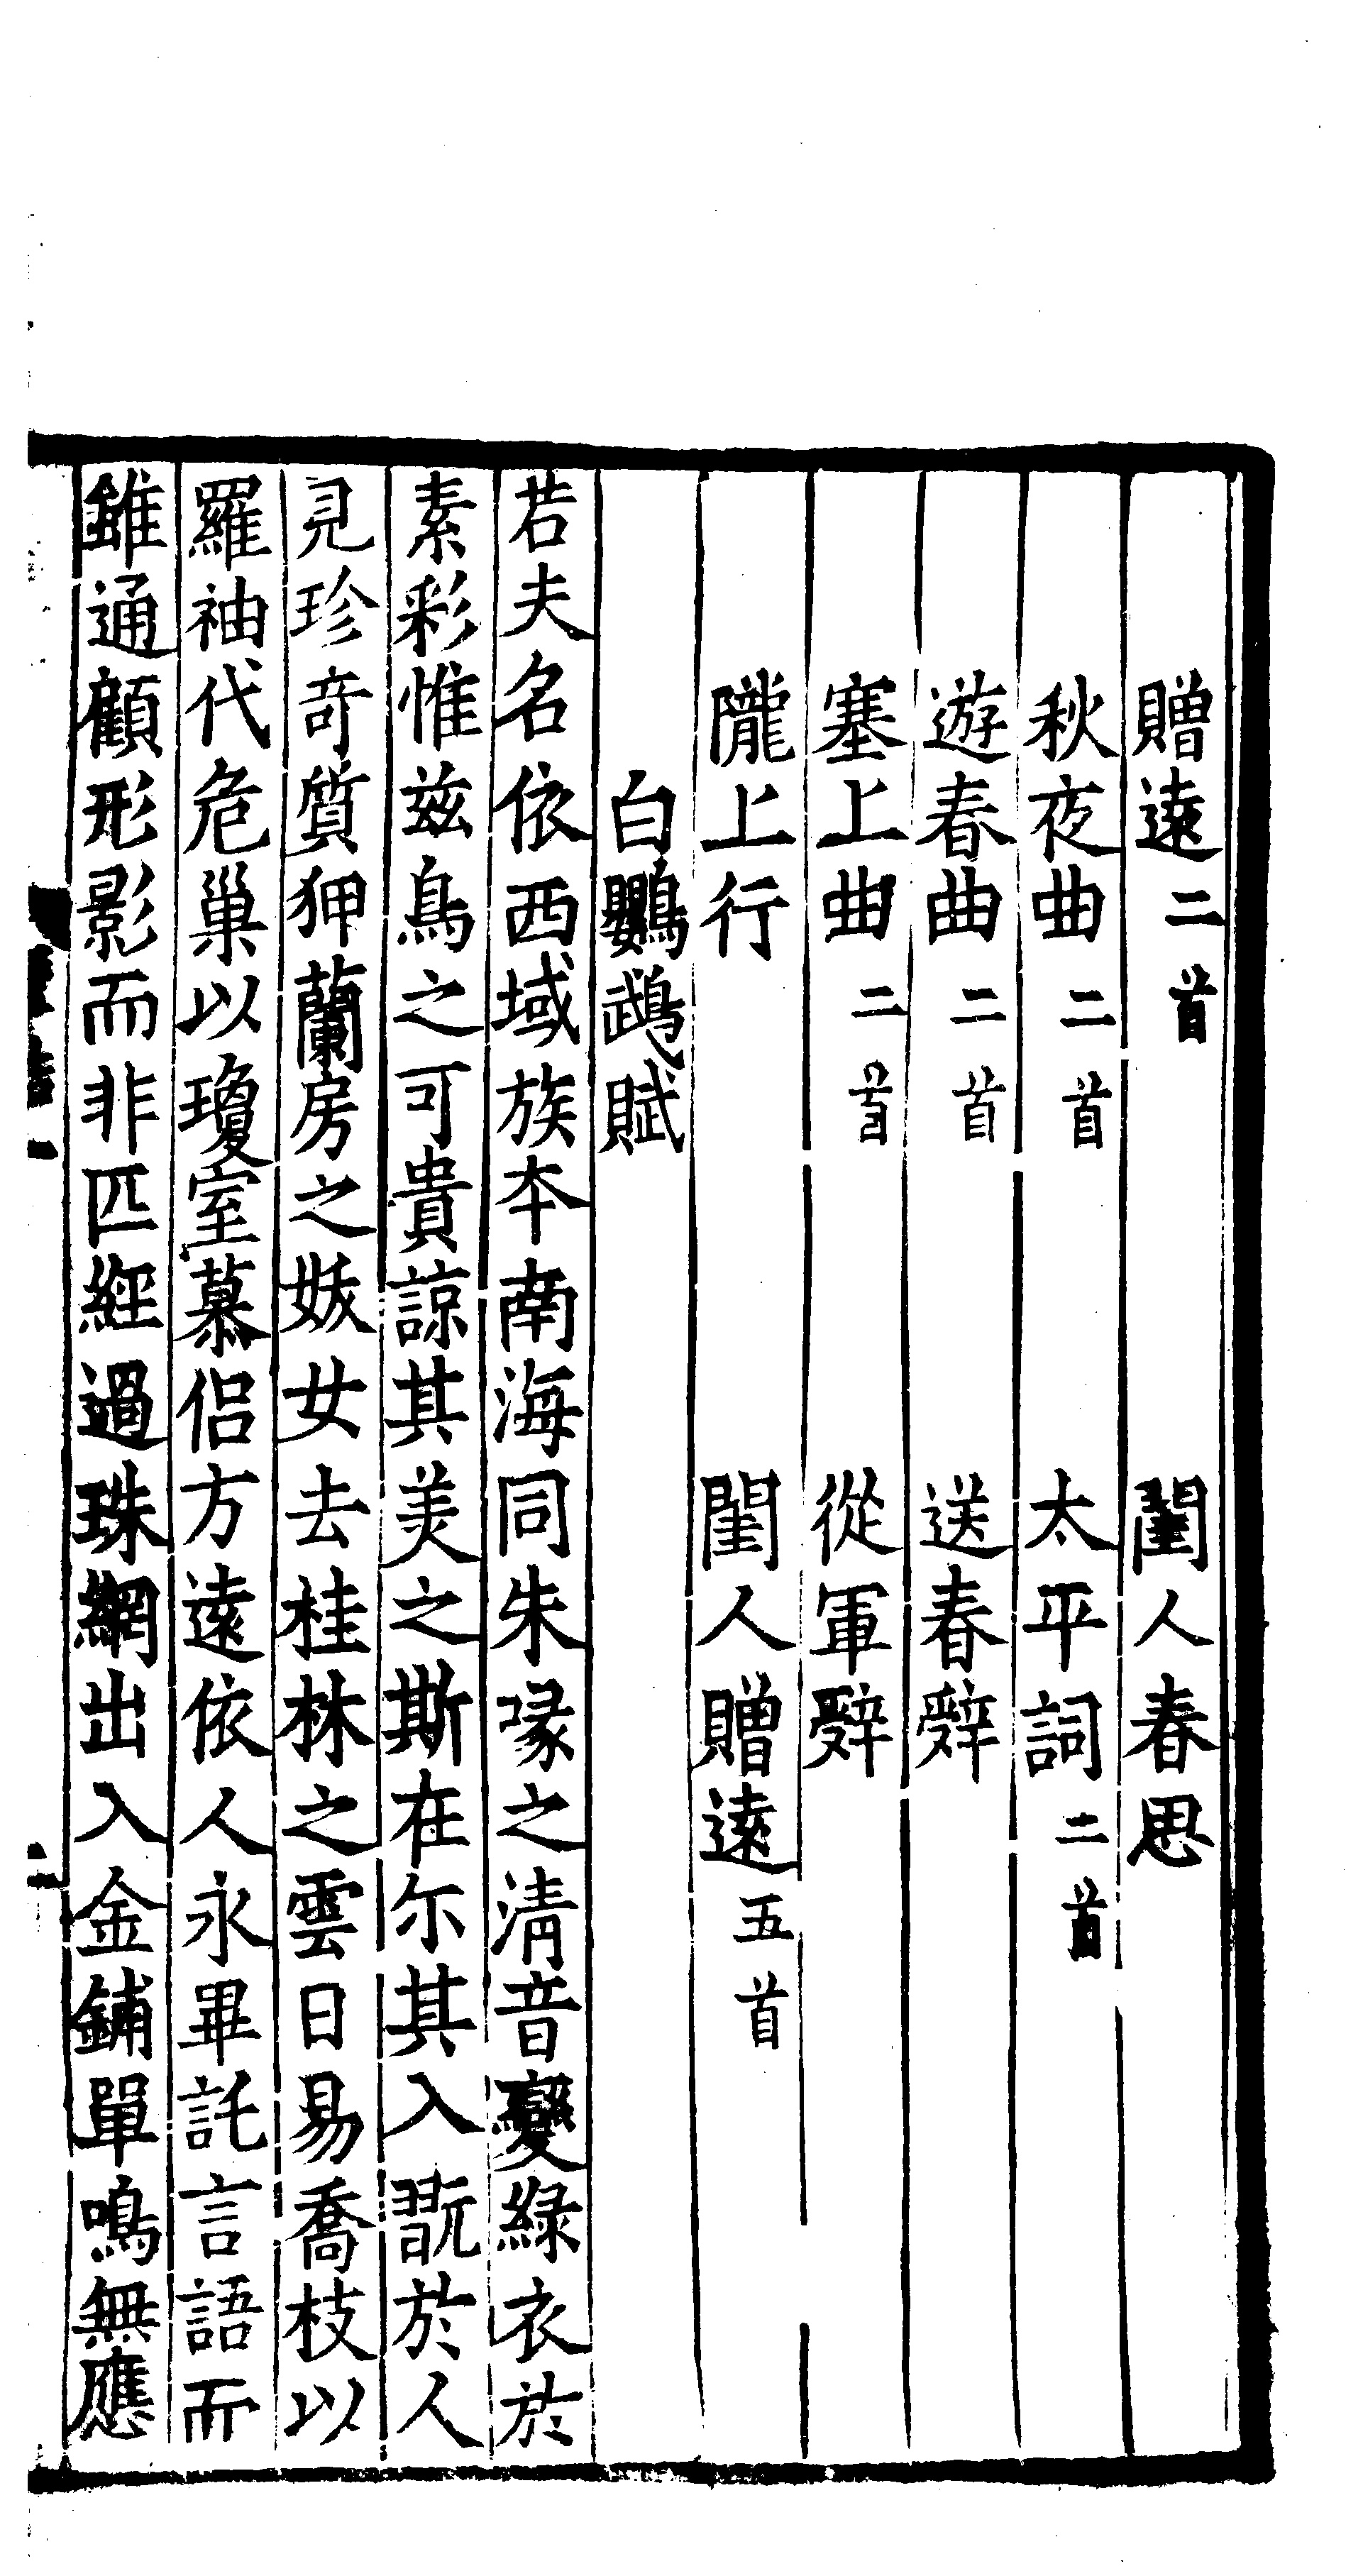 贈遠二首　閨人春思
秋夜曲二首　太平詞二首
遊春曲二首　送春辭
塞上曲二首　從軍辭
隴上行　閨人贈遠五首
白鸚鵡賦
若夫名依西域族本南海同朱喙之清音變綠衣於
素彩惟兹鳥之可貴諒其美之斯在尓其入翫於人
見珍奇質狎蘭房之妖女去桂林之雲日易喬枝以
羅袖代危巢以瓊室慕侣方遠依人永畢託言語而
雖通顧形影而非匹經過珠網出入金鋪單鳴無應